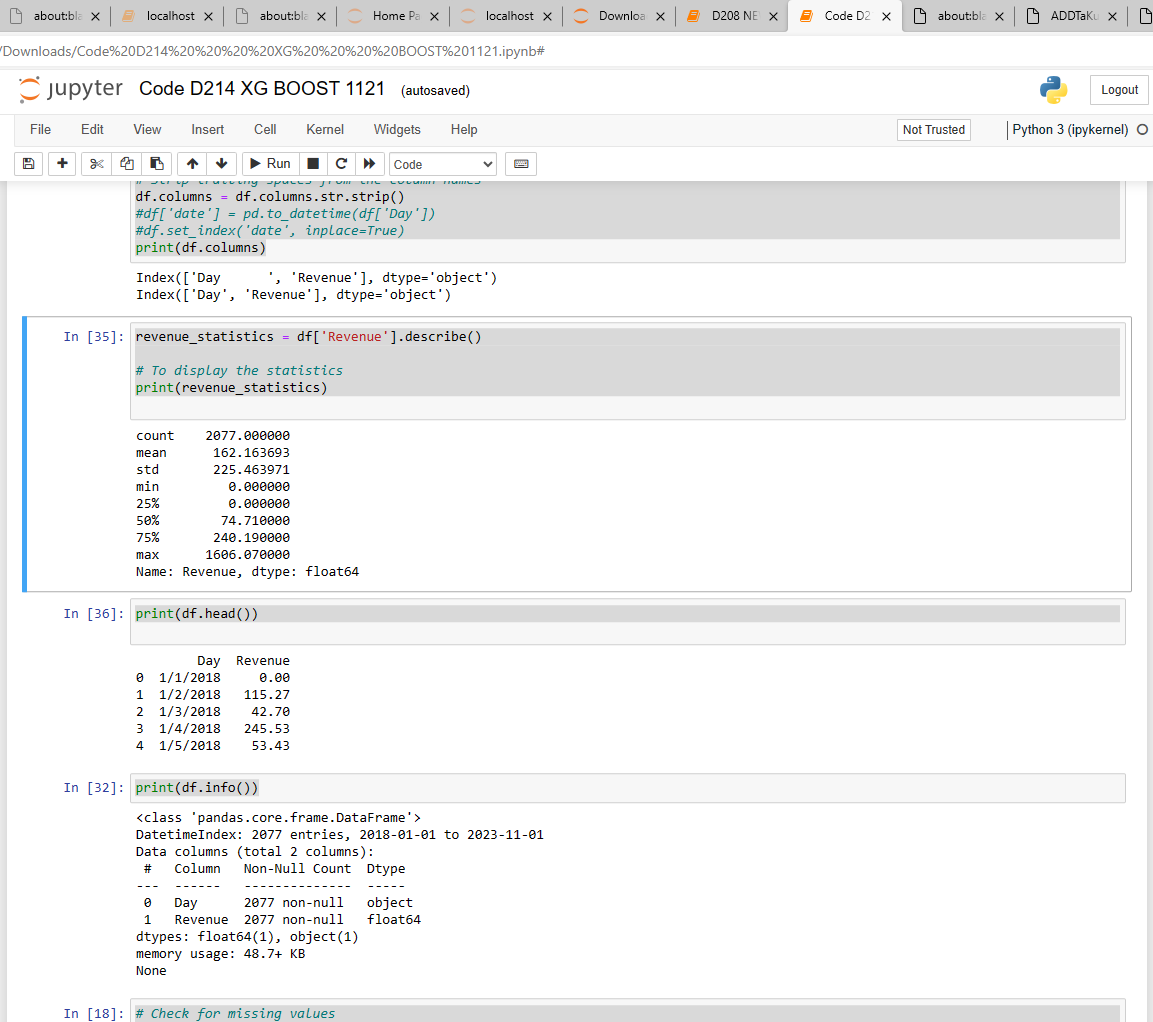 about:bla
localhost
about:bla
Home Pa
localhost
Downloa
D208 NE
Code D2
about:bla
ADDTaKu
/Downloads/Code%20D214%20%20%20%20XG%20%20%20%20BOOST%201121.ipynb#
jupyter Code D214 XG BOOST 1121 (autosaved)
Logout
File Edit View Insert Cell Kernel Widgets Help
Not Trusted
Python 3 (ipykernel)
Run
Code
# Strip trailing spaces from the column names
df.columns = df.columns.str.strip()
#df['date'] = pd.to_datetime(df['Day'])
#df.set_index('date', inplace=True)
print(df.columns)
Index(['Day      ', 'Revenue'], dtype='object')
Index(['Day', 'Revenue'], dtype='object')
In [35]: revenue_statistics = df['Revenue'].describe()
# To display the statistics
print(revenue_statistics)
count    2077.000000
mean      162.163693
std       225.463971
min         0.000000
25%         0.000000
50%        74.710000
75%       240.190000
max      1606.070000
Name: Revenue, dtype: float64
In [36]: print(df.head())
        Day  Revenue
0  1/1/2018     0.00
1  1/2/2018   115.27
2  1/3/2018    42.70
3  1/4/2018   245.53
4  1/5/2018    53.43
In [32]: print(df.info())
<class 'pandas.core.frame.DataFrame'>
DatetimeIndex: 2077 entries, 2018-01-01 to 2023-11-01
Data columns (total 2 columns):
 #   Column   Non-Null Count  Dtype
---  ------   --------------  -----
 0   Day      2077 non-null   object
 1   Revenue  2077 non-null   float64
dtypes: float64(1), object(1)
memory usage: 48.7+ KB
None
In [18]: # Check for missing values